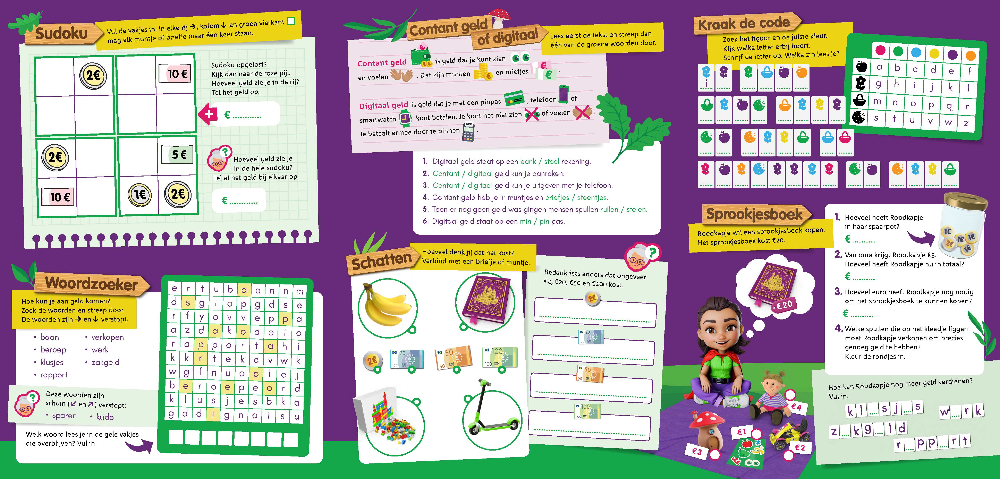 Sudoku
Vul de vakjes in. In elke rij →, kolom ↓ en groen vierkant
mag elk muntje of briefje maar één keer staan.
2€
10 €
2€
5 €
10 €
1€
2€
Sudoku opgelost?
Kijk dan naar de roze pijl.
Hoeveel geld zie je in de rij?
Tel het geld op.
+
€ ...............
?
Hoeveel geld zie je
in de hele sudoku?
Tel al het geld bij elkaar op.
€ ...............
Woordzoeker
Hoe kun je aan geld komen?
Zoek de woorden en streep door.
De woorden zijn → en ↓ verstopt.
• baan
• beroep
• klusjes
• rapport
• verkopen
• werk
• zakgeld
?
Deze woorden zijn
schuin (↙ en ↗) verstopt:
• sparen • kado
Welk woord lees je in de gele vakjes
die overblijven? Vul in.
e r t u b a a n n m
d s g i o p g d s e
r f y o v v e p p a
a z d a k e a e i o
r a p p o r t a h i
k k r t e k c v w k
w g f n u o p l e j
b e r o e p e o r d
k l u s j e s b k a
g d d t g n o i s u
Contant geld
of digitaal
Lees eerst de tekst en streep dan
één van de groene woorden door.
Contant geld is geld dat je kunt zien
en voelen . Dat zijn munten en briefjes .
Digitaal geld is geld dat je met een pinpas , telefoon of
smartwatch kunt betalen. Je kunt het niet zien of voelen .
Je betaalt ermee door te pinnen .
1. Digitaal geld staat op een bank / stoel rekening.
2. Contant / digitaal geld kun je aanraken.
3. Contant / digitaal geld kun je uitgeven met je telefoon.
4. Contant geld heb je in muntjes en briefjes / steentjes.
5. Toen er nog geen geld was gingen mensen spullen ruilen / stelen.
6. Digitaal geld staat op een min / pin pas.
Schatten
Hoeveel denk jij dat het kost?
Verbind met een briefje of muntje.
2€
20
20
50
50
100
100
?
Bedenk iets anders dat ongeveer
€2, €20, €50 en €100 kost.
2€
20
20
50
50
100
100
Kraak de code
Zoek het figuur en de juiste kleur.
Kijk welke letter erbij hoort.
Schrijf de letter op. Welke zin lees je?
a b c d e f
g h i j k l
m n o p q r
s t u v w z
i
Sprookjesboek
Roodkapje wil een sprookjesboek kopen.
Het sprookjesboek kost €20.
€20
1. Hoeveel heeft Roodkapje
in haar spaarpot?
€ ............
1€
1€
1€
2€
1€
2. Van oma krijgt Roodkapje €5.
Hoeveel heeft Roodkapje nu in totaal?
€ ............
3. Hoeveel euro heeft Roodkapje nog nodig
om het sprookjesboek te kunnen kopen?
€ ............
4. Welke spullen die op het kleedje liggen
moet Roodkapje verkopen om precies
genoeg geld te hebben?
Kleur de rondjes in.
€4
€1
€2
€3
Hoe kan Roodkapje nog meer geld verdienen?
Vul in.
k l .... s j .... s
w .... r k
z .... k g .... l d
r .... p p .... r t